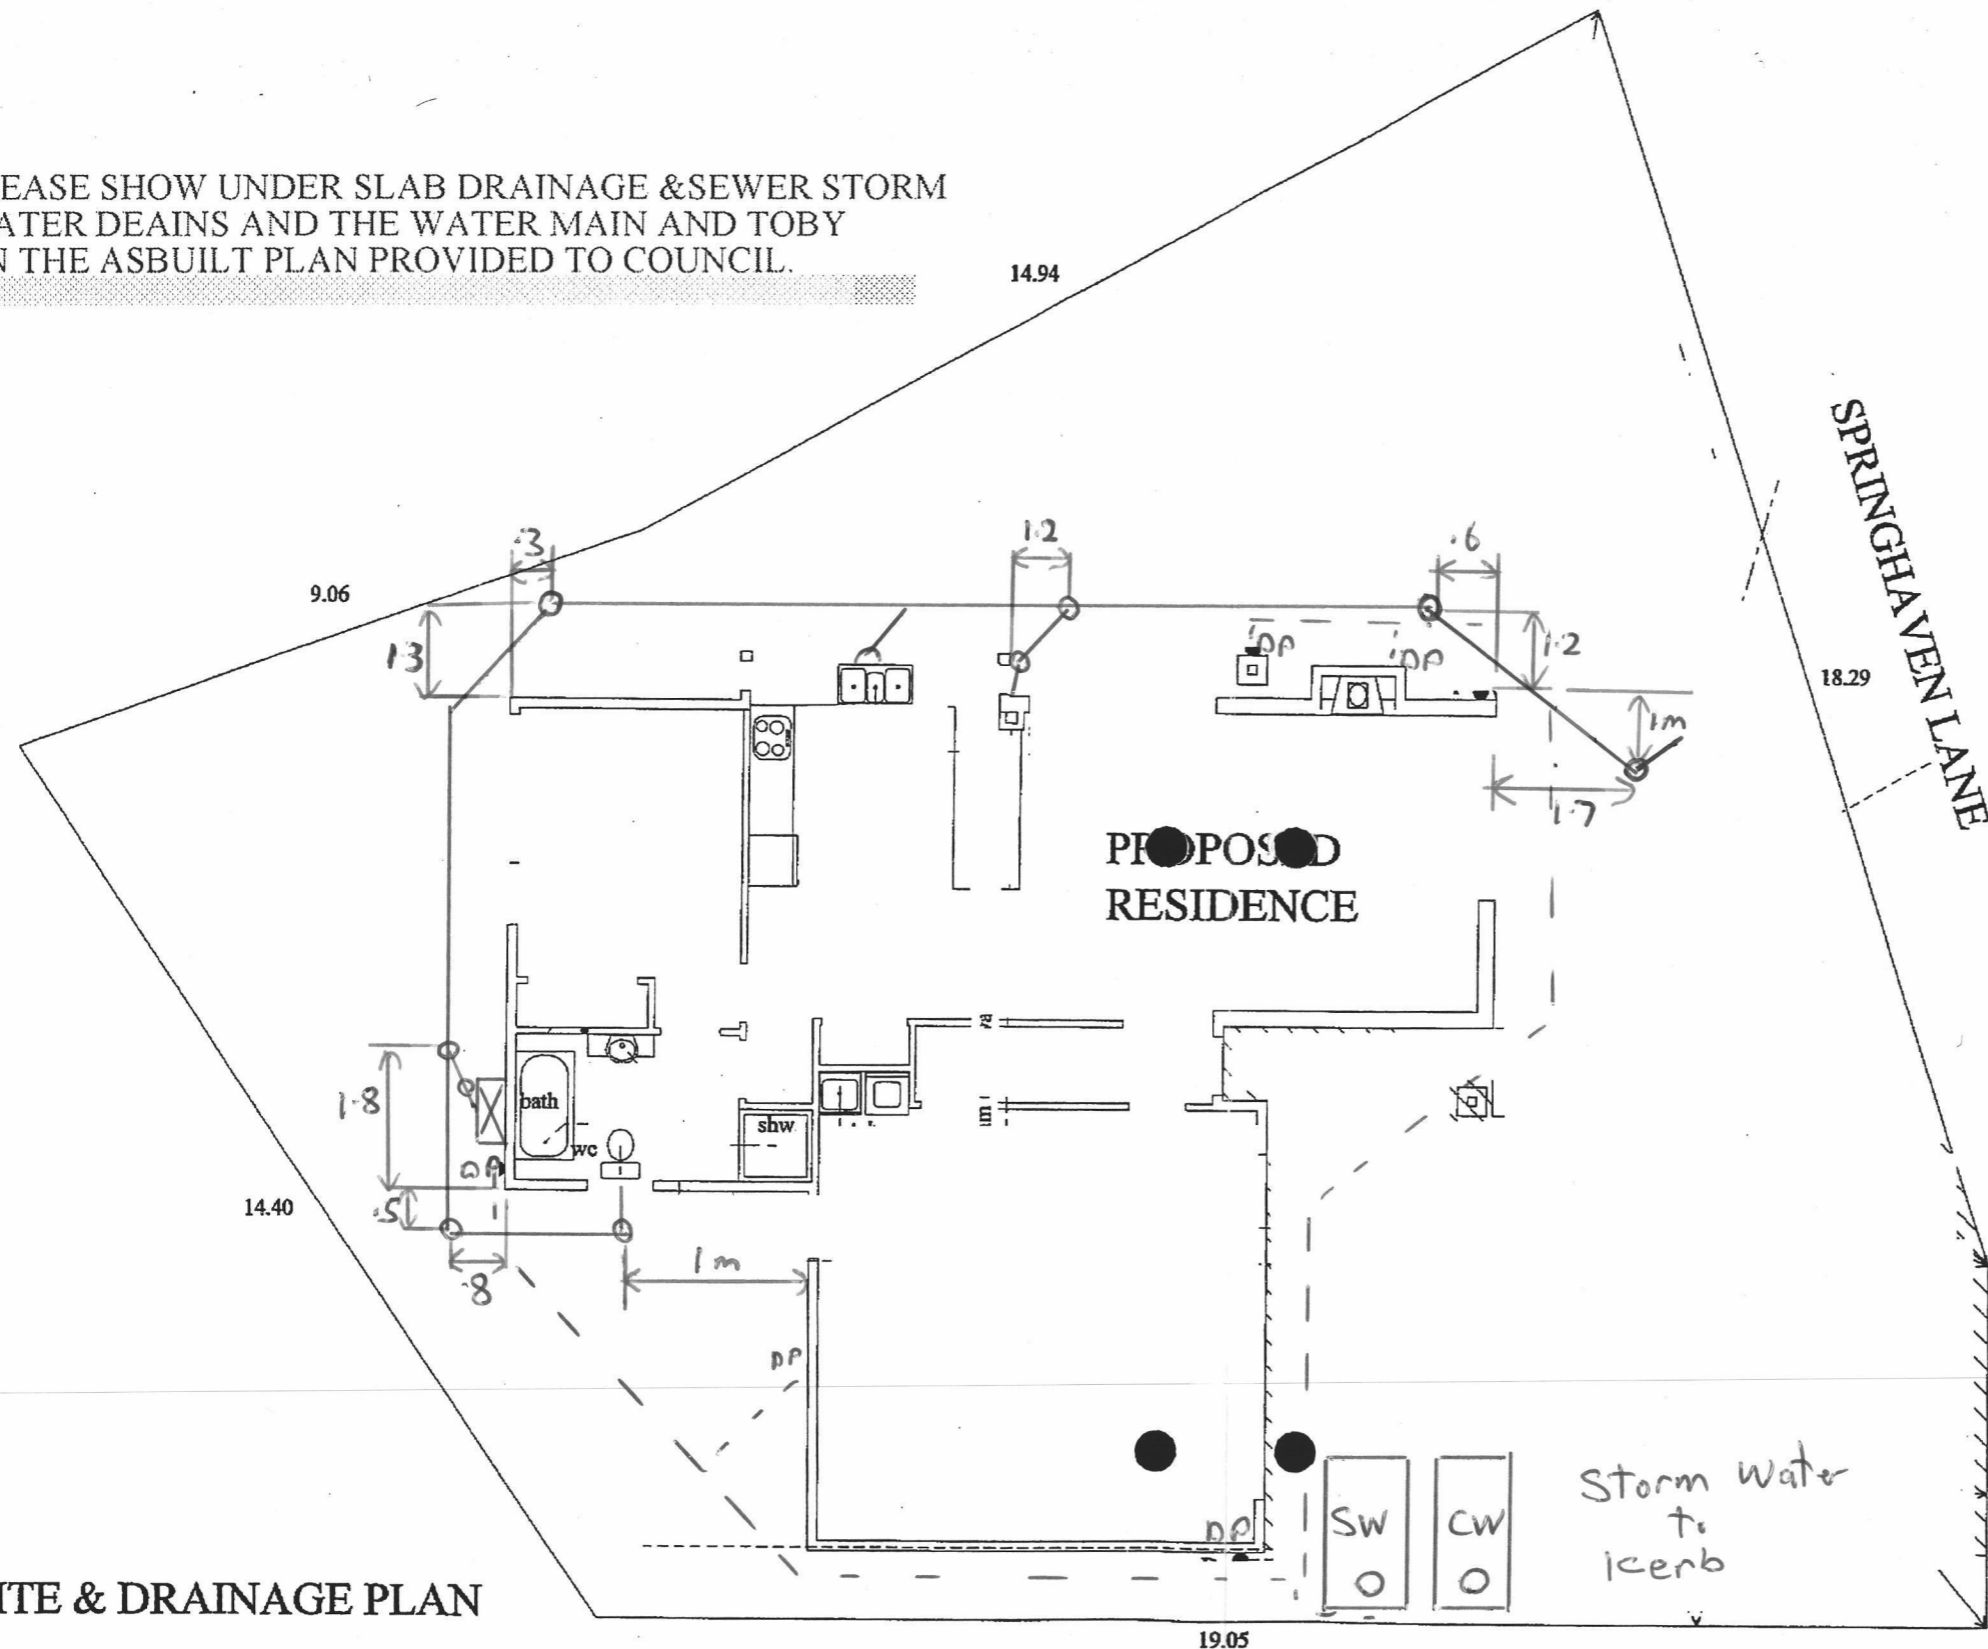 EASE SHOW UNDER SLAB DRAINAGE &SEWER STORM
ATER DEAINS AND THE WATER MAIN AND TOBY
N THE ASBUILT PLAN PROVIDED TO COUNCIL.
14.94
SPRINGHAVEN LANE
.3
1.2
.6
9.06
1.3
DP
DP
1.2
18.29
1m
1.7
PROPOSED
RESIDENCE
1.8
bath
shw
wc
DP
14.40
.5
.8
1m
DP
DP
SW
CW
Storm Water
to
kerb
ITE & DRAINAGE PLAN
19.05